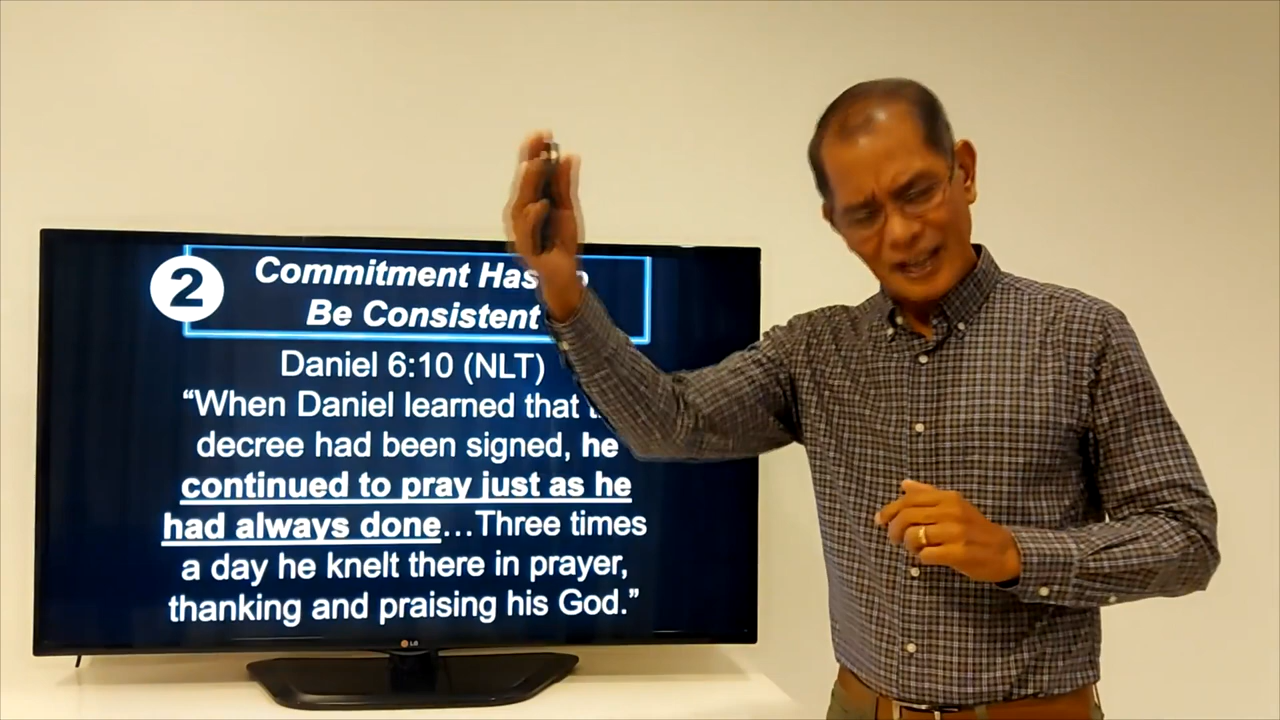 2
Commitment Has
Be Consistent
Daniel 6:10 (NLT)
“When Daniel learned that
decree had been signed, he
continued to pray just as he
had always done…Three times
a day he knelt there in prayer,
thanking and praising his God.”
LG